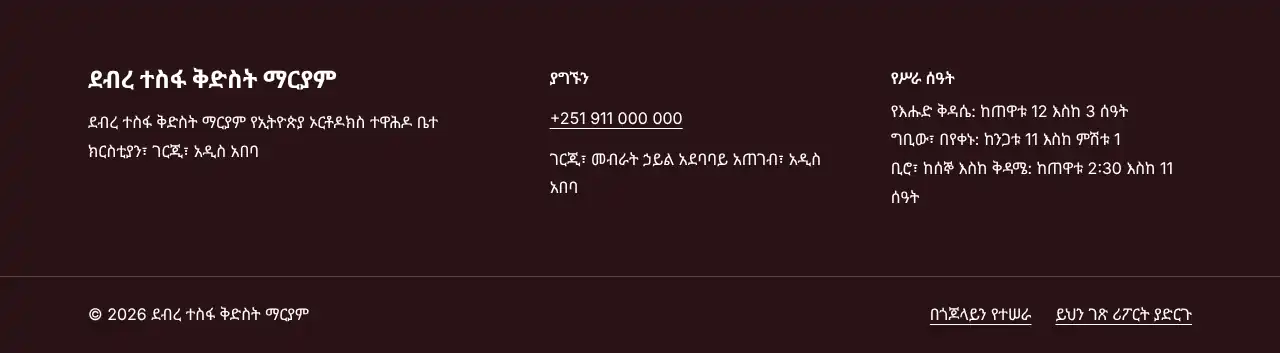 ደብረ ተስፋ ቅድስት ማርያም
ደብረ ተስፋ ቅድስት ማርያም የኢትዮጵያ ኦርቶዶክስ ተዋሕዶ ቤተ
ክርስቲያን፣ ገርጂ፣ አዲስ አበባ
ያግኙን
+251 911 000 000
ገርጂ፣ መብራት ኃይል አደባባይ አጠገብ፣ አዲስ
አበባ
የሥራ ሰዓት
የእሑድ ቅዳሴ: ከጠዋቱ 12 እስከ 3 ሰዓት
ግቢው፣ በየቀኑ: ከንጋቱ 11 እስከ ምሽቱ 1
ቢሮ፣ ከሰኞ እስከ ቅዳሜ: ከጠዋቱ 2:30 እስከ 11
ሰዓት
© 2026 ደብረ ተስፋ ቅድስት ማርያም
በጎጆላይን የተሠራ
ይህን ገጽ ሪፖርት ያድርጉ